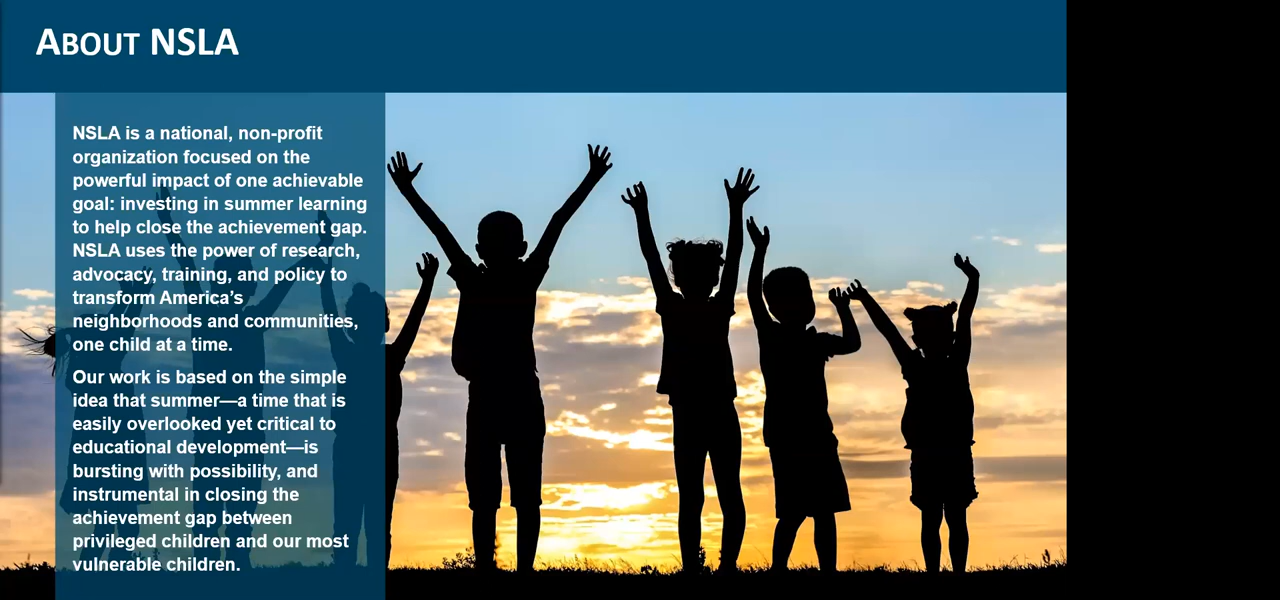 ABOUT NSLA
NSLA is a national, non-profit
organization focused on the
powerful impact of one achievable
goal: investing in summer learning
to help close the achievement gap.
NSLA uses the power of research,
advocacy, training, and policy to
transform America’s
neighborhoods and communities,
one child at a time.
Our work is based on the simple
idea that summer—a time that is
easily overlooked yet critical to
educational development—is
bursting with possibility, and
instrumental in closing the
achievement gap between
privileged children and our most
vulnerable children.